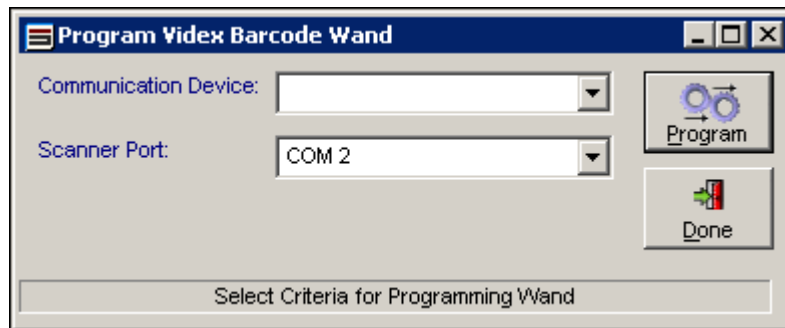 Program Videx Barcode Wand
Communication Device:
Program
Scanner Port:
COM 2
Done
Select Criteria for Programming Wand